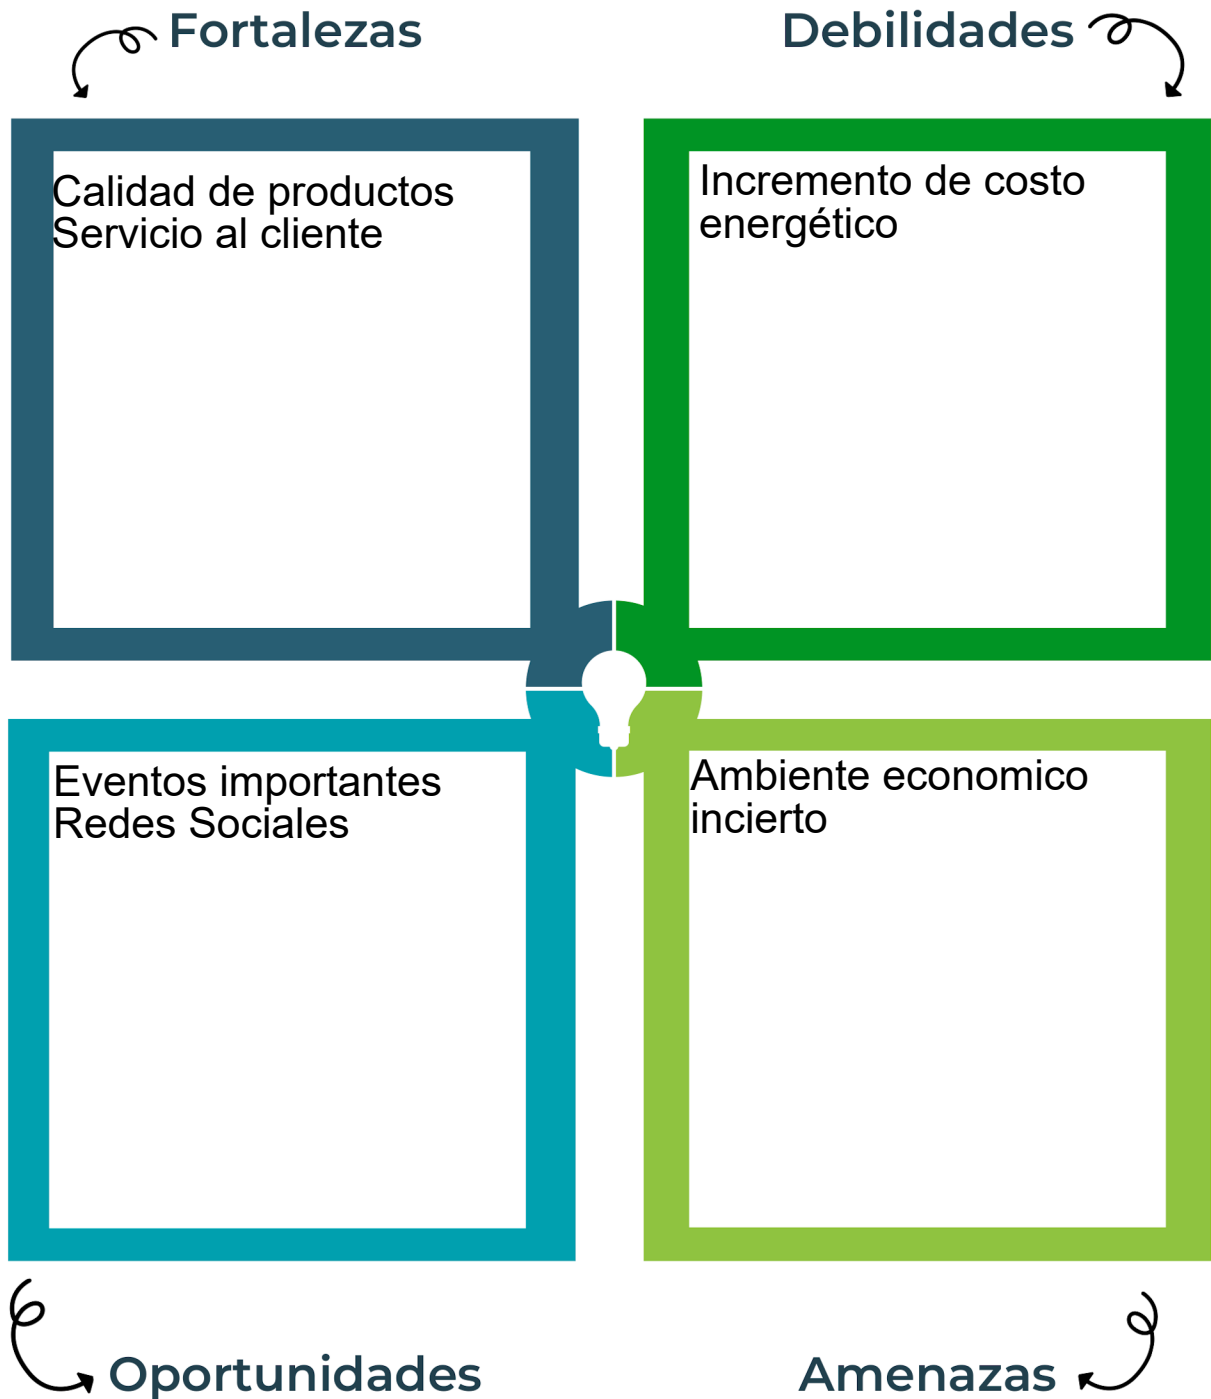 Fortalezas
Debilidades
Calidad de productos
Servicio al cliente
Incremento de costo
energético
Eventos importantes
Redes Sociales
Ambiente economico
incierto
Oportunidades
Amenazas